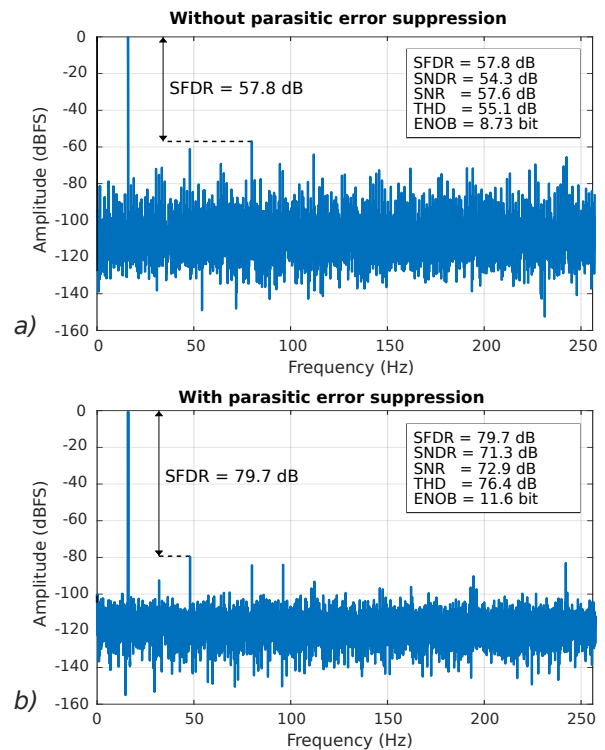 Without parasitic error suppression
0
-20
-40
-60
-80
-100
-120
-140
-160
Amplitude (dBFS)
SFDR = 57.8 dB
SFDR = 57.8 dB
SNDR = 54.3 dB
SNR = 57.6 dB
THD = 55.1 dB
ENOB = 8.73 bit
a)
0 50 100 150 200 250
Frequency (Hz)
With parasitic error suppression
0
-20
-40
-60
-80
-100
-120
-140
-160
Amplitude (dBFS)
SFDR = 79.7 dB
SFDR = 79.7 dB
SNDR = 71.3 dB
SNR = 72.9 dB
THD = 76.4 dB
ENOB = 11.6 bit
b)
0 50 100 150 200 250
Frequency (Hz)